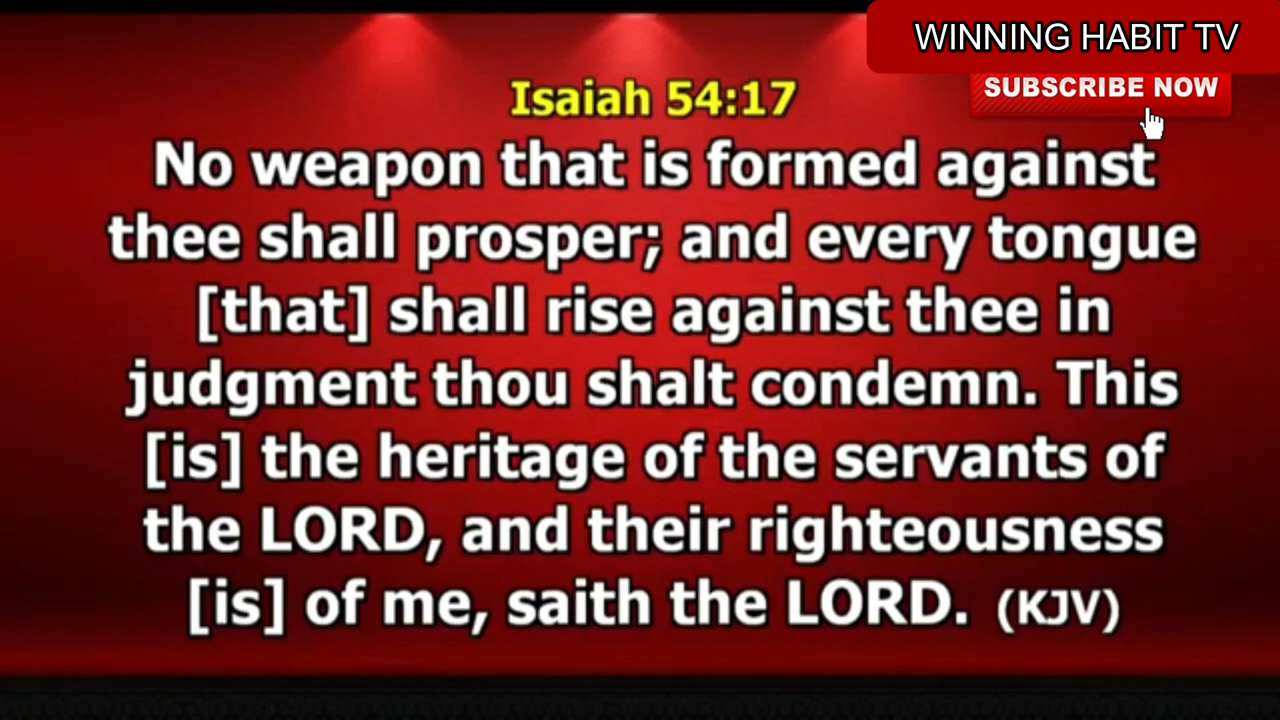 WINNING HABIT TV
SUBSCRIBE NOW
Isaiah 54:17
No weapon that is formed against
thee shall prosper; and every tongue
[that] shall rise against thee in
judgment thou shalt condemn. This
[is] the heritage of the servants of
the LORD, and their righteousness
[is] of me, saith the LORD. (KJV)